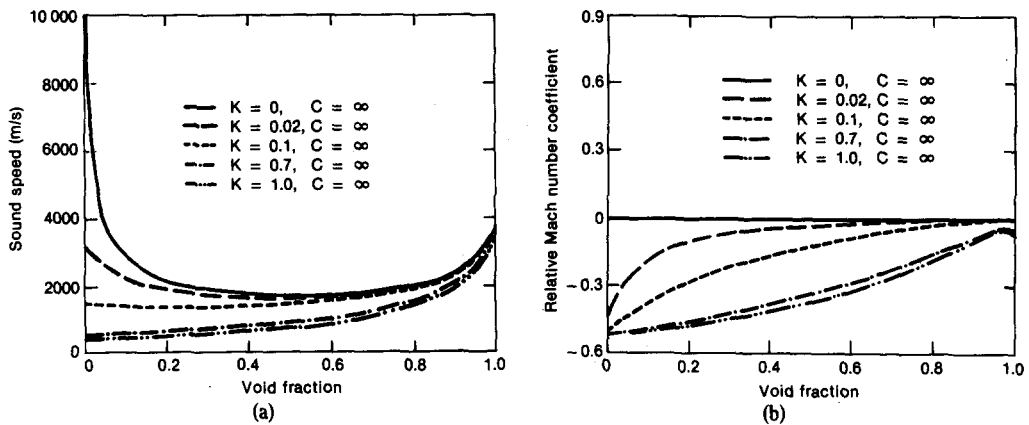 10 000
8000
6000
4000
2000
0
Sound speed (m/s)
K = 0, C = ∞
K = 0.02, C = ∞
K = 0.1, C = ∞
K = 0.7, C = ∞
K = 1.0, C = ∞
0 0.2 0.4 0.6 0.8 1.0
Void fraction
(a)
0.9
0.6
0.3
0
-0.3
-0.6
Relative Mach number coefficient
K = 0, C = ∞
K = 0.02, C = ∞
K = 0.1, C = ∞
K = 0.7, C = ∞
K = 1.0, C = ∞
0 0.2 0.4 0.6 0.8 1.0
Void fraction
(b)